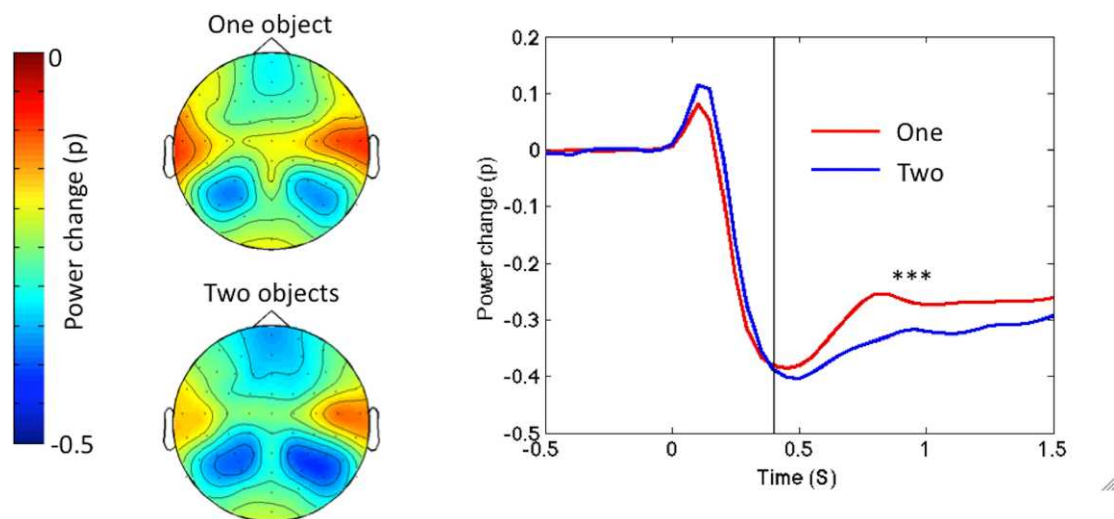 One object
0
Power change (p)
-0.5
Two objects
0.2
0.1
0
-0.1
-0.2
-0.3
-0.4
-0.5
Power change (p)
One
Two
***
-0.5
0
0.5
1
1.5
Time (S)